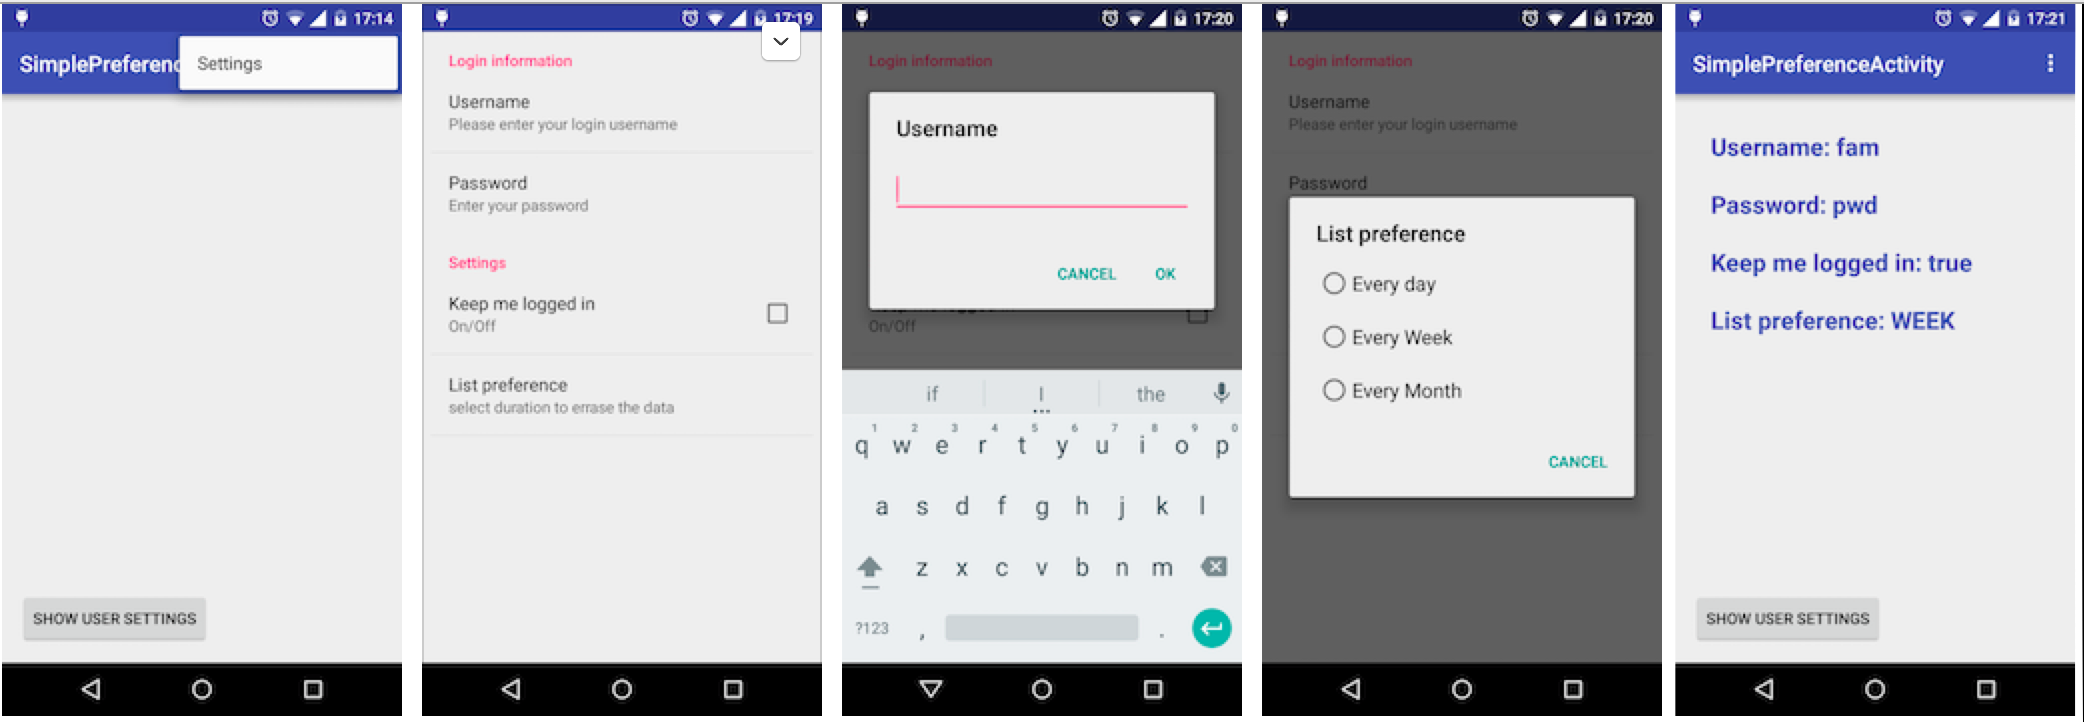 17:14
SimplePreferenc
Settings
SHOW USER SETTINGS
17:19
Login information
Username
Please enter your login username
Password
Enter your password
Settings
Keep me logged in
On/Off
List preference
select duration to errase the data
17:20
Login information
Username
CANCEL OK
Keep me logged in
On/Off
if I the
1 2 3 4 5 6 7 8 9 0
q w e r t y u i o p
a s d f g h j k l
z x c v b n m
?123 , .
17:20
Login information
Username
Please enter your login username
Password
List preference
Every day
Every Week
Every Month
CANCEL
17:21
SimplePreferenceActivity
Username: fam
Password: pwd
Keep me logged in: true
List preference: WEEK
SHOW USER SETTINGS